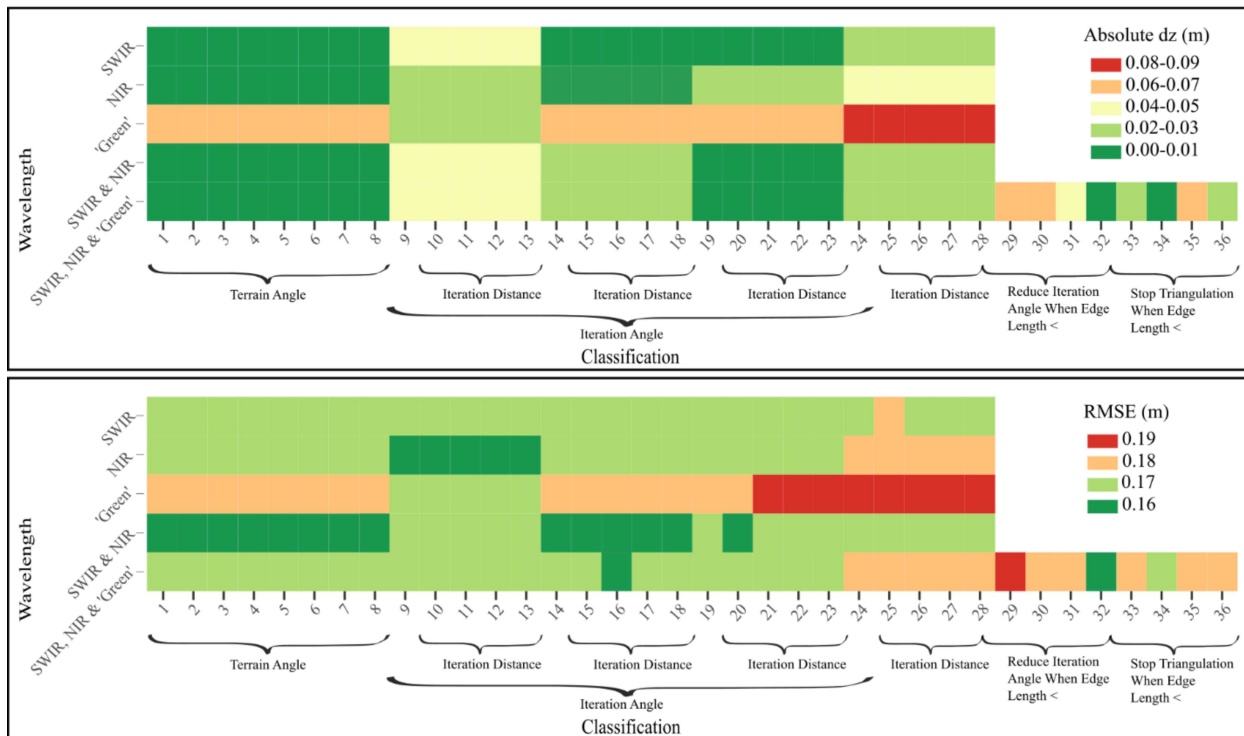 Absolute dz (m)
0.08-0.09
0.06-0.07
0.04-0.05
0.02-0.03
0.00-0.01
Wavelength
SWIR
NIR
'Green'
SWIR & NIR
SWIR, NIR & 'Green'
1 2 3 4 5 6 7 8 9 10 11 12 13 14 15 16 17 18 19 20 21 22 23 24 25 26 27 28 29 30 31 32 33 34 35 36
Terrain Angle
Iteration Distance
Iteration Distance
Iteration Distance
Iteration Distance
Reduce Iteration
Angle When Edge
Length <
Stop Triangulation
When Edge
Length <
Iteration Angle
Classification
RMSE (m)
0.19
0.18
0.17
0.16
Wavelength
SWIR
NIR
'Green'
SWIR & NIR
SWIR, NIR & 'Green'
1 2 3 4 5 6 7 8 9 10 11 12 13 14 15 16 17 18 19 20 21 22 23 24 25 26 27 28 29 30 31 32 33 34 35 36
Terrain Angle
Iteration Distance
Iteration Distance
Iteration Distance
Iteration Distance
Reduce Iteration
Angle When Edge
Length <
Stop Triangulation
When Edge
Length <
Iteration Angle
Classification